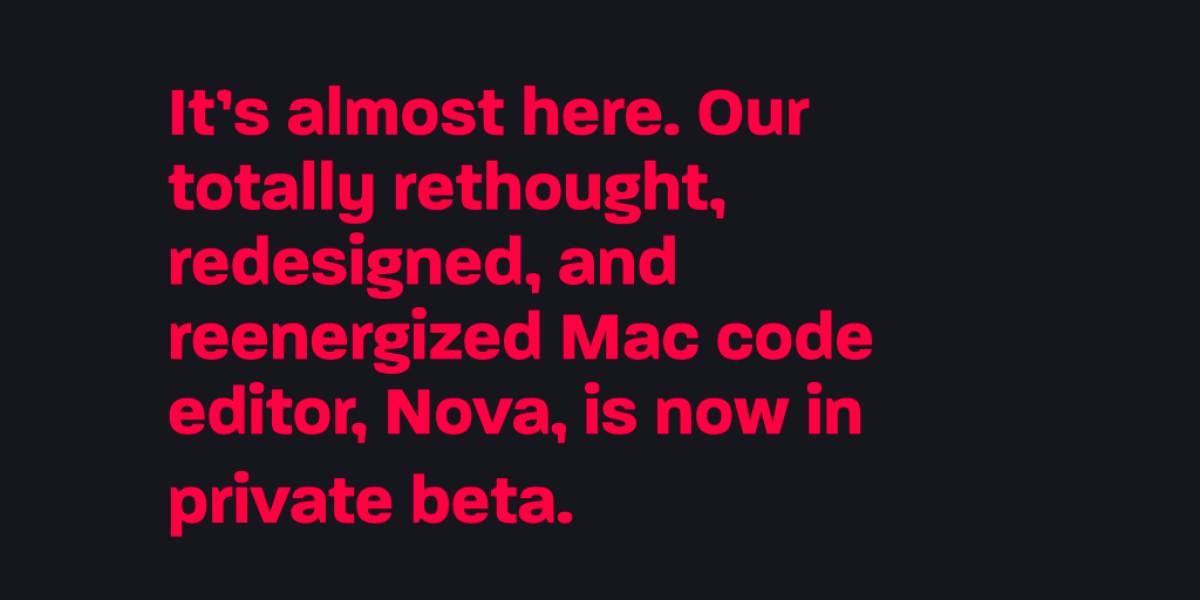 It’s almost here. Our
totally rethought,
redesigned, and
reenergized Mac code
editor, Nova, is now in
private beta.